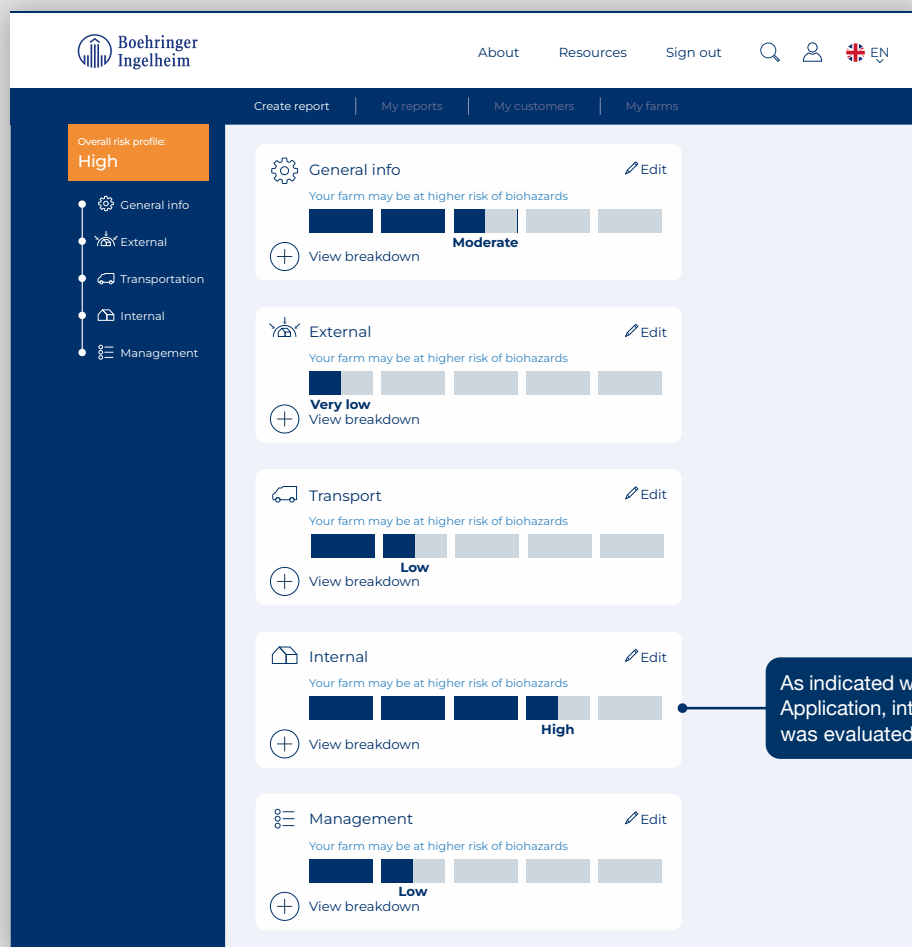 Boehringer
Ingelheim
About Resources Sign out EN
Create report My reports My customers My farms
Overall risk profile:
High
General info
External
Transportation
Internal
Management
General info Edit
Your farm may be at higher risk of biohazards
Moderate
View breakdown
External Edit
Your farm may be at higher risk of biohazards
Very low
View breakdown
Transport Edit
Your farm may be at higher risk of biohazards
Low
View breakdown
Internal Edit
Your farm may be at higher risk of biohazards
High
View breakdown
As indicated w
Application, int
was evaluated
Management Edit
Your farm may be at higher risk of biohazards
Low
View breakdown